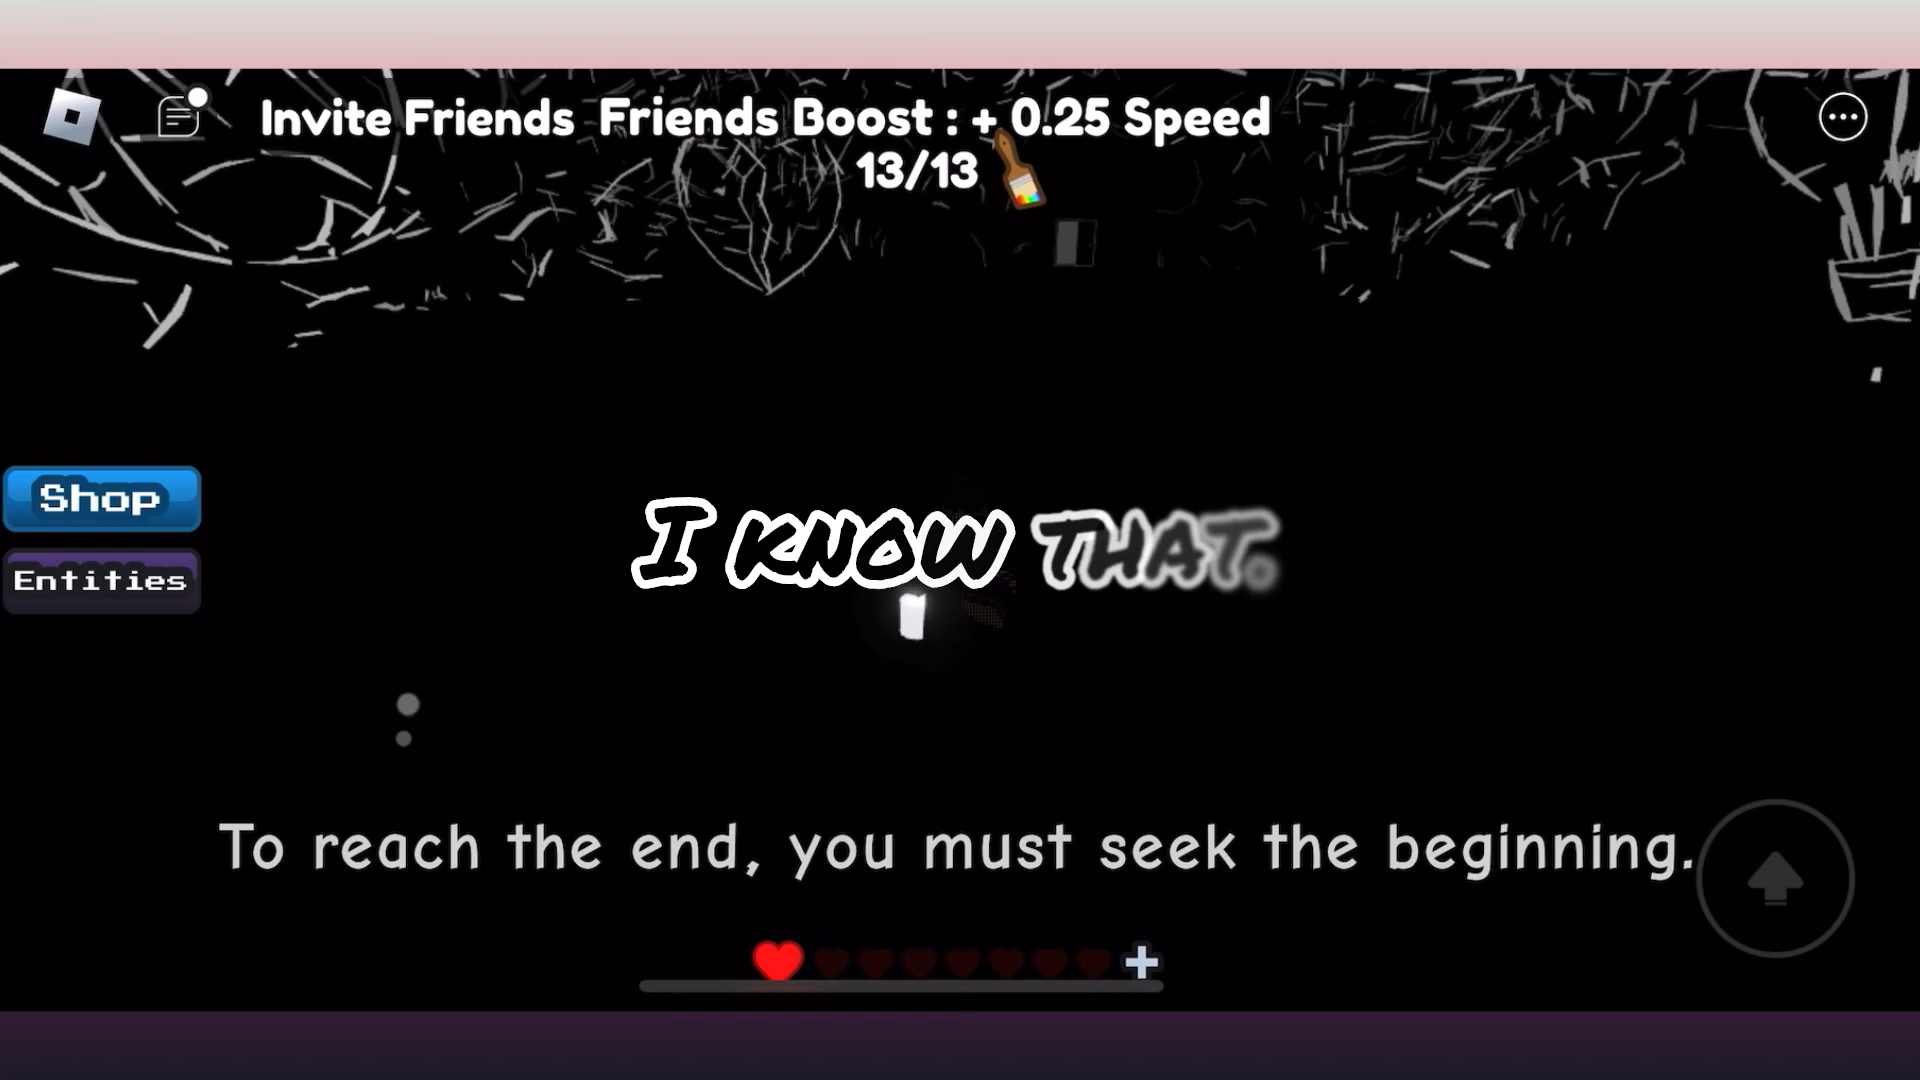 Invite Friends Friends Boost : + 0.25 Speed
13/13
Shop
Entities
I KNOW THAT.
To reach the end, you must seek the beginning.